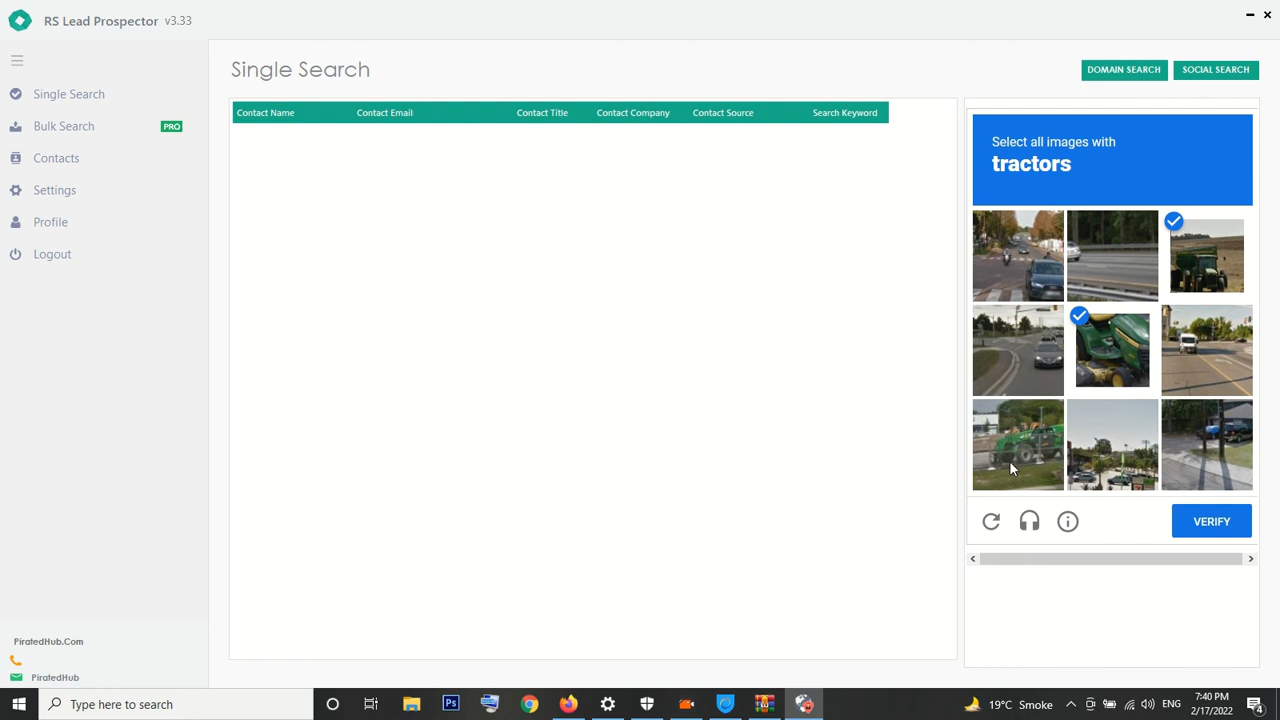 RS Lead Prospector v3.33
Single Search
Bulk Search PRO
Contacts
Settings
Profile
Logout
PiratedHub.Com
PiratedHub
Single Search
DOMAIN SEARCH SOCIAL SEARCH
Contact Name Contact Email Contact Title Contact Company Contact Source Search Keyword
Select all images with
tractors
VERIFY
Type here to search
Ps
19°C Smoke
ENG
7:40 PM
2/17/2022
4